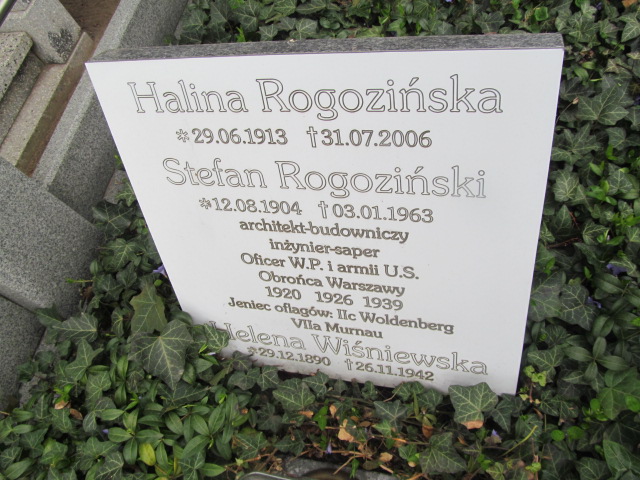 Halina Rogozińska
*29.06.1913 †31.07.2006
Stefan Rogoziński
*12.08.1904 †03.01.1963
architekt-budowniczy
inżynier-saper
Oficer W.P. i armii U.S.
Obrońca Warszawy
1920 1926 1939
Jeniec oflagów: IIc Woldenberg
VIIa Murnau
Helena Wiśniewska
*29.12.1890 †26.11.1942